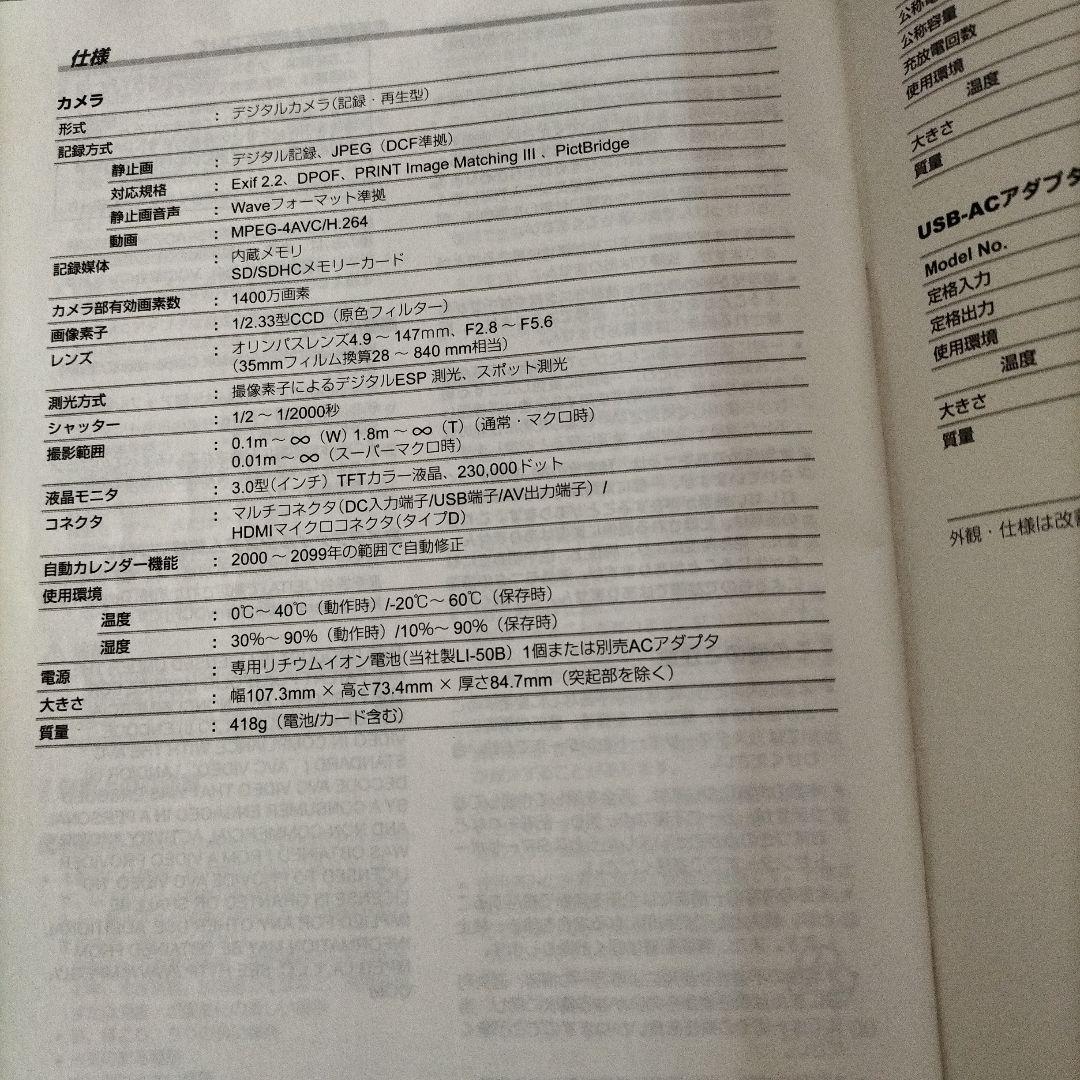 仕様
カメラ
形式 : デジタルカメラ(記録・再生型)
記録方式
静止画 : デジタル記録、JPEG(DCF準拠)
対応規格 : Exif 2.2、DPOF、PRINT Image Matching III 、PictBridge
静止画音声 : Waveフォーマット準拠
動画 : MPEG-4AVC/H.264
記録媒体 : 内蔵メモリ
SD/SDHCメモリーカード
カメラ部有効画素数 : 1400万画素
画像素子 : 1/2.33型CCD(原色フィルター)
レンズ : オリンパスレンズ4.9 ~ 147mm、F2.8 ~ F5.6
(35mmフィルム換算28 ~ 840 mm相当)
測光方式 : 撮像素子によるデジタルESP 測光、スポット測光
シャッター : 1/2 ~ 1/2000秒
撮影範囲 : 0.1m ~ ∞(W) 1.8m ~ ∞(T)(通常・マクロ時)
0.01m ~ ∞(スーパーマクロ時)
液晶モニタ : 3.0型(インチ)TFTカラー液晶、230,000ドット
コネクタ : マルチコネクタ(DC入力端子/USB端子/AV出力端子)/
HDMIマイクロコネクタ(タイプD)
自動カレンダー機能 : 2000 ~ 2099年の範囲で自動修正
使用環境
温度 : 0℃~ 40℃(動作時)/-20℃~ 60℃(保存時)
湿度 : 30%~ 90%(動作時)/10%~ 90%(保存時)
電源 : 専用リチウムイオン電池(当社製LI-50B)1個または別売ACアダプタ
大きさ : 幅107.3mm × 高さ73.4mm × 厚さ84.7mm(突起部を除く)
質量 : 418g(電池/カード含む)
公称容量
充放電回数
使用環境
温度
大きさ
質量
USB-ACアダプタ
Model No.
定格入力
定格出力
使用環境
温度
大きさ
質量
外観・仕様は改